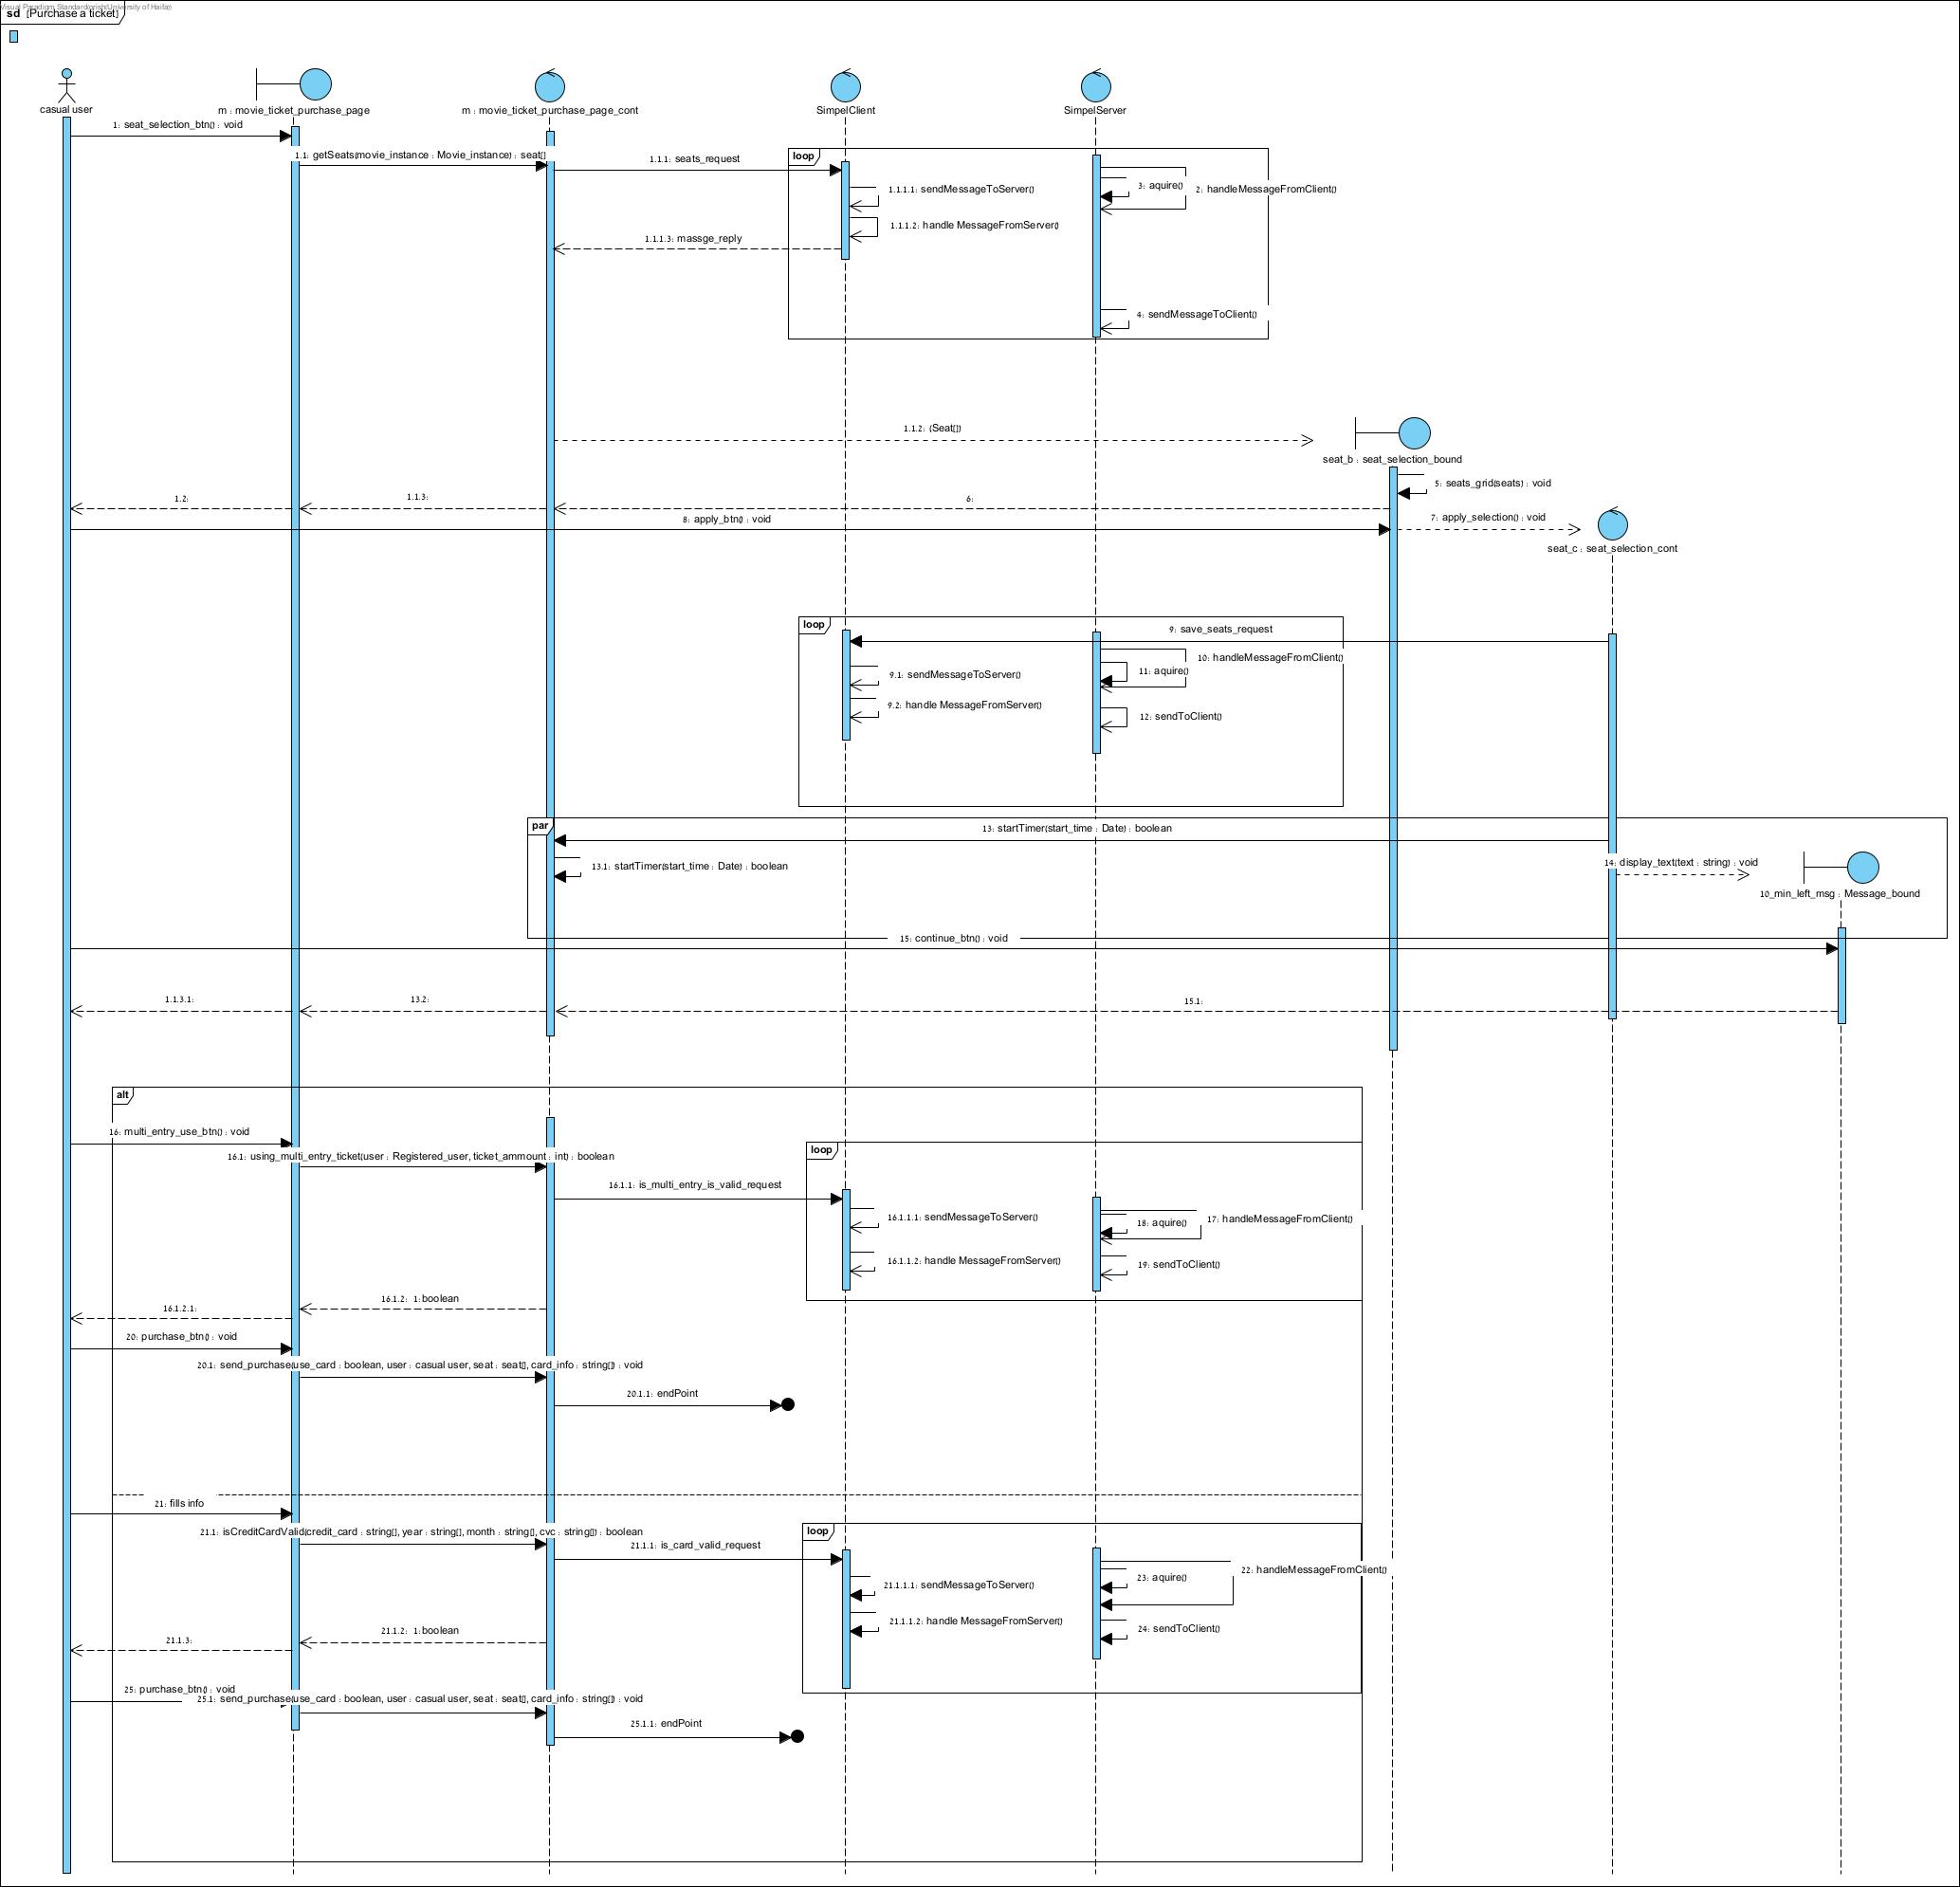 Visual Paradigm Standard(orish(University of Haifa))
sd [Purchase a ticket]
casual user
m : movie_ticket_purchase_page
m : movie_ticket_purchase_page_cont
SimpelClient
SimpelServer
1: seat_selection_btn() : void
1.1: getSeats(movie_instance : Movie_instance) : seat[]
1.1.1: seats_request
loop
1.1.1.1: sendMessageToServer()
3: aquire()
2: handleMessageFromClient()
1.1.1.2: handle MessageFromServer()
1.1.1.3: massge_reply
4: sendMessageToClient()
1.1.2: (Seat[])
seat_b : seat_selection_bound
5: seats_grid(seats) : void
1.2:
1.1.3:
6:
8: apply_btn() : void
7: apply_selection() : void
seat_c : seat_selection_cont
loop
9: save_seats_request
10: handleMessageFromClient()
11: aquire()
9.1: sendMessageToServer()
9.2: handle MessageFromServer()
12: sendToClient()
par
13: startTimer(start_time : Date) : boolean
13.1: startTimer(start_time : Date) : boolean
14: display_text(text : string) : void
10_min_left_msg : Message_bound
15: continue_btn() : void
1.1.3.1:
13.2:
15.1:
alt
16: multi_entry_use_btn() : void
loop
16.1: using_multi_entry_ticket(user : Registered_user, ticket_ammount : int) : boolean
16.1.1: is_multi_entry_is_valid_request
16.1.1.1: sendMessageToServer()
18: aquire()
17: handleMessageFromClient()
16.1.1.2: handle MessageFromServer()
19: sendToClient()
16.1.2: 1:boolean
16.1.2.1:
20: purchase_btn() : void
20.1: send_purchase(use_card : boolean, user : casual user, seat : seat[], card_info : string[]) : void
20.1.1: endPoint
21: fills info
21.1: isCreditCardValid(credit_card : string[], year : string[], month : string[], cvc : string[]) : boolean
loop
21.1.1: is_card_valid_request
22: handleMessageFromClient()
23: aquire()
21.1.1.1: sendMessageToServer()
21.1.1.2: handle MessageFromServer()
24: sendToClient()
21.1.2: 1:boolean
21.1.3:
25: purchase_btn() : void
25.1: send_purchase(use_card : boolean, user : casual user, seat : seat[], card_info : string[]) : void
25.1.1: endPoint